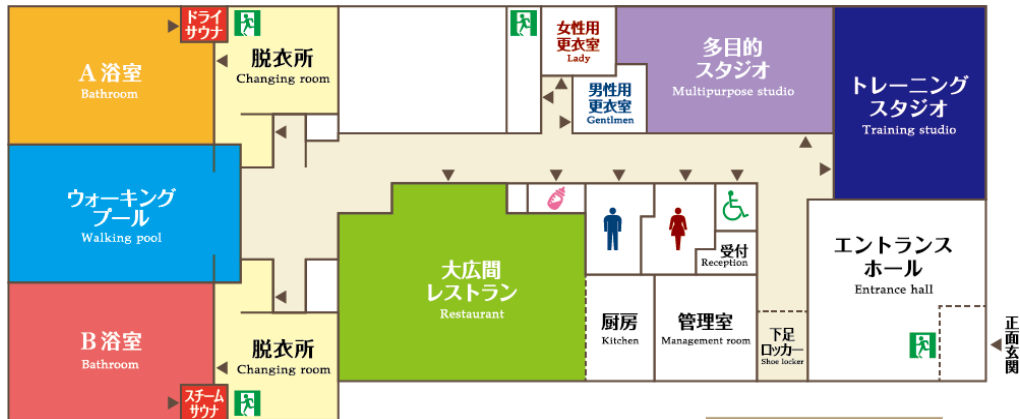 ドライ
サウナ
A浴室
Bathroom
脱衣所
Changing room
女性用
更衣室
Lady
男性用
更衣室
Gentlmen
多目的
スタジオ
Multipurpose studio
トレーニング
スタジオ
Training studio
ウォーキング
プール
Walking pool
大広間
レストラン
Restaurant
受付
Reception
エントランス
ホール
Entrance hall
B浴室
Bathroom
脱衣所
Changing room
スチーム
サウナ
厨房
Kitchen
管理室
Management room
下足
ロッカー
Shoe locker
正面玄関